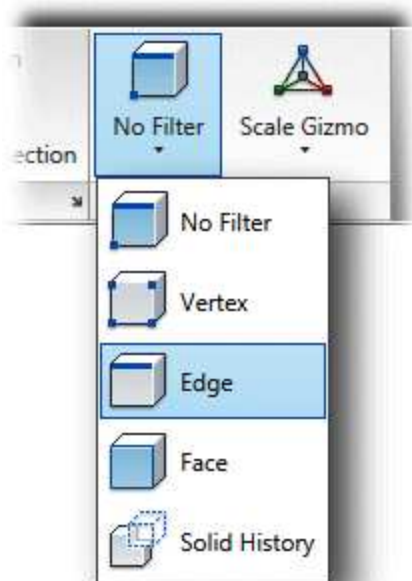 ection
No Filter
Scale Gizmo
No Filter
Vertex
Edge
Face
Solid History